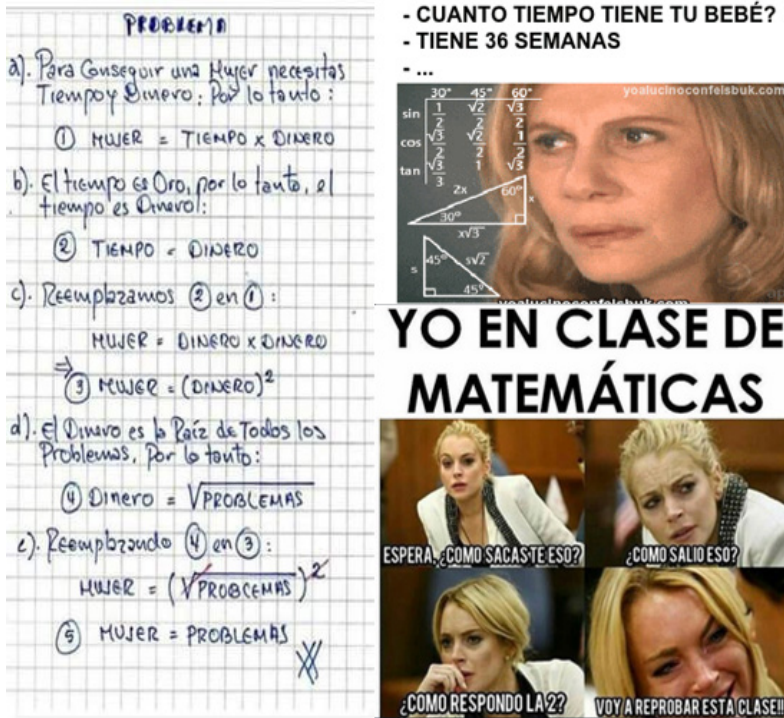 PROBLEMA
a). Para Conseguir una Mujer necesitas
Tiempo y Dinero; Por lo tanto:
① MUJER = TIEMPO x DINERO
b). El tiempo es Oro, por lo tanto, el
tiempo es Dinero!:
② TIEMPO = DINERO
c). Reemplazamos ② en ①:
MUJER = DINERO x DINERO
⇒
③ MUJER = (DINERO)²
d). El Dinero es la Raíz de Todos los
Problemas, Por lo tanto:
④ Dinero = √PROBLEMAS
e). Reemplazando ④ en ③:
MUJER = (√PROBLEMAS)²
⑤ MUJER = PROBLEMAS
- CUANTO TIEMPO TIENE TU BEBÉ?
- TIENE 36 SEMANAS
- ...
yoalucinoconfeisbuk.com
30° 45° 60°
sin 1/2 √2/2 √3/2
cos √3/2 √2/2 1/2
tan √3/3 1 √3
2x 60° x
30°
x√3
45° s√2
s
45°
yoalucinoconfeisbuk.com
YO EN CLASE DE
MATEMÁTICAS
ESPERA, ¿COMO SACASTE ESO?
¿COMO SALIO ESO?
¿COMO RESPONDO LA 2?
VOY A REPROBAR ESTA CLASE!!